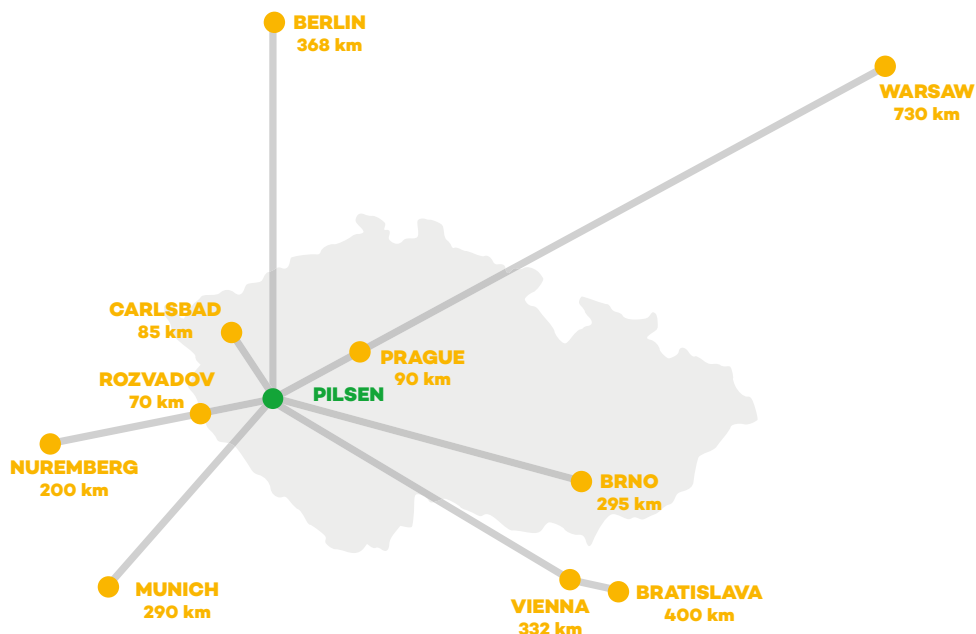 BERLIN
368 km
WARSAW
730 km
CARLSBAD
85 km
PRAGUE
90 km
ROZVADOV
70 km
PILSEN
NUREMBERG
200 km
BRNO
295 km
MUNICH
290 km
VIENNA
332 km
BRATISLAVA
400 km